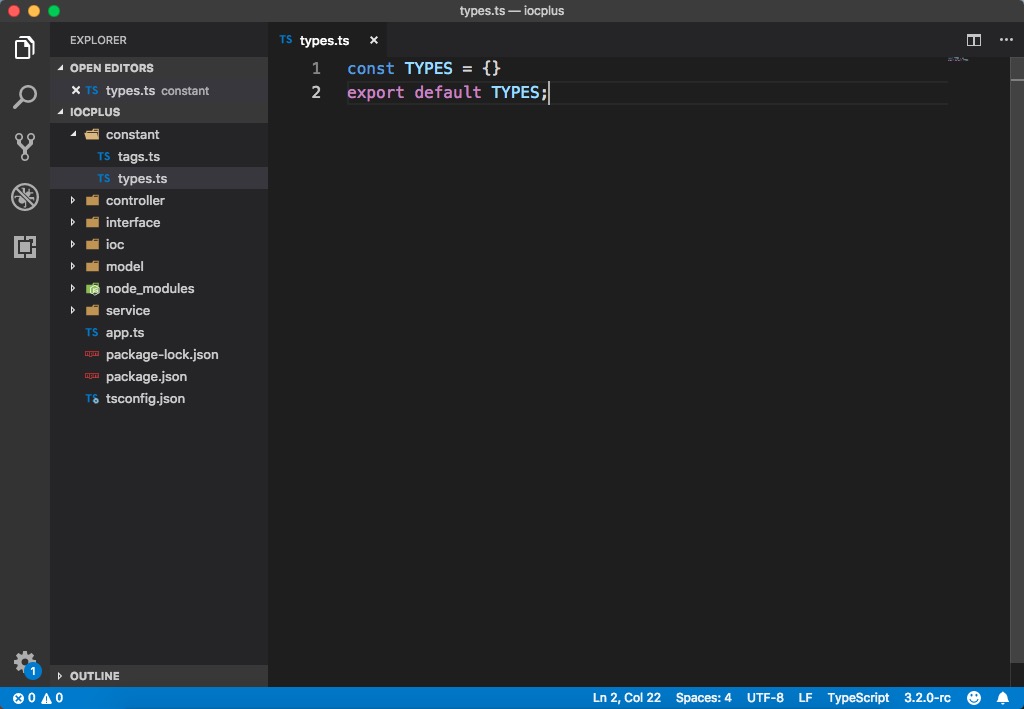 types.ts — iocplus
EXPLORER
OPEN EDITORS
TS types.ts constant
IOCPLUS
constant
TS tags.ts
TS types.ts
controller
interface
ioc
model
node_modules
service
TS app.ts
package-lock.json
package.json
TS tsconfig.json
OUTLINE
1
TS types.ts
1 const TYPES = {}
2 export default TYPES;
0 0
Ln 2, Col 22 Spaces: 4 UTF-8 LF TypeScript 3.2.0-rc